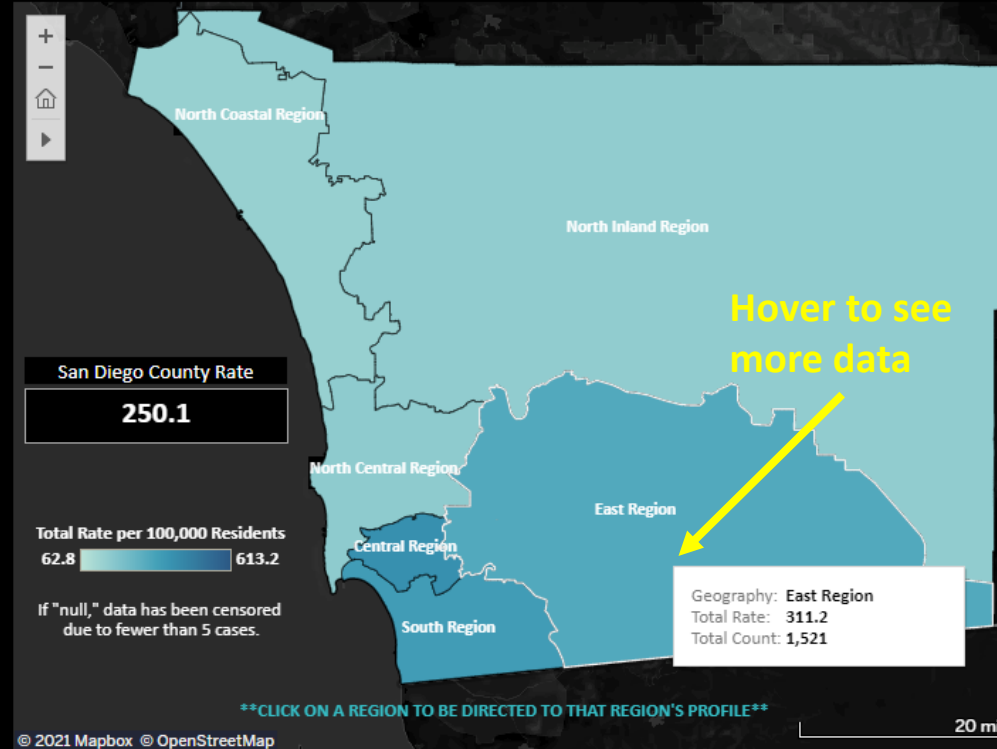 North Coastal Region
North Inland Region
Hover to see
more data
San Diego County Rate
250.1
North Central Region
East Region
Total Rate per 100,000 Residents
62.8 613.2
Central Region
If "null," data has been censored
due to fewer than 5 cases.
South Region
Geography: East Region
Total Rate: 311.2
Total Count: 1,521
**CLICK ON A REGION TO BE DIRECTED TO THAT REGION'S PROFILE**
20 m
© 2021 Mapbox © OpenStreetMap